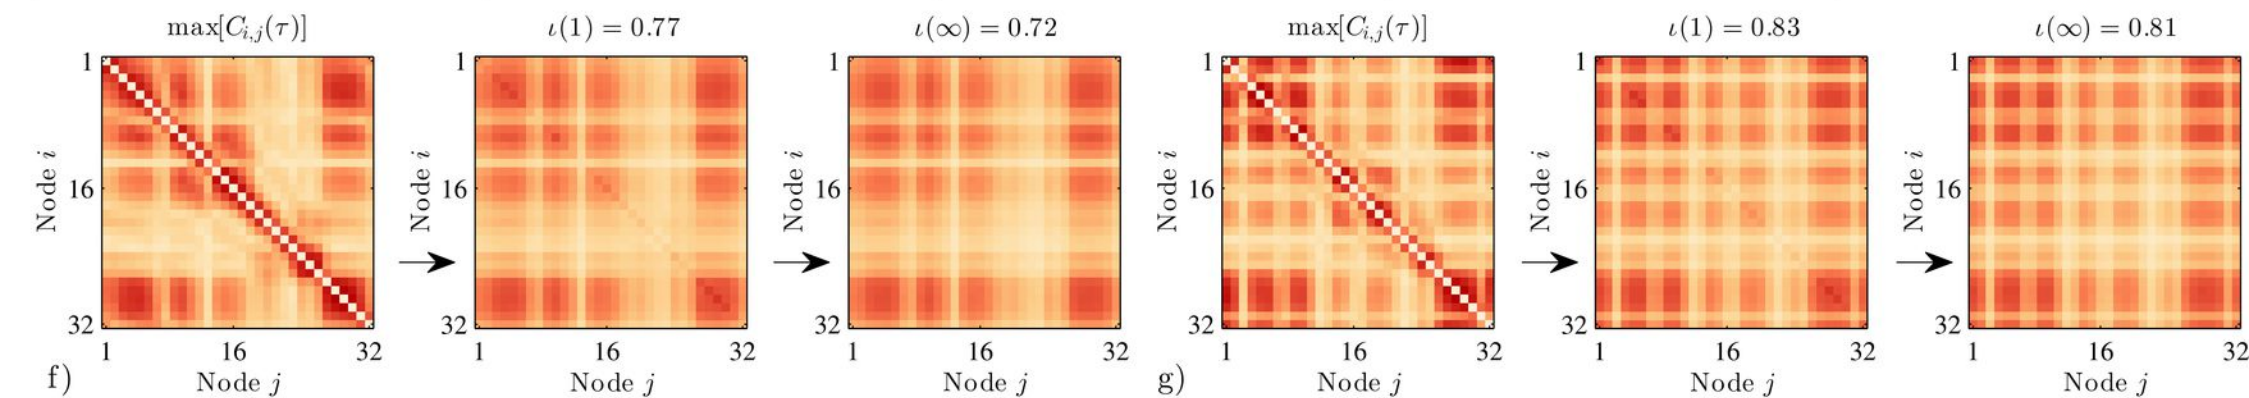 max[C_{i,j}(τ)]
ι(1) = 0.77
ι(∞) = 0.72
max[C_{i,j}(τ)]
ι(1) = 0.83
ι(∞) = 0.81
1
16
32
Node i
1
16
32
Node j
f)
1
16
32
Node i
1
16
32
Node j
1
16
32
Node i
1
16
32
Node j
1
16
32
Node i
1
16
32
Node j
g)
1
16
32
Node i
1
16
32
Node j
1
16
32
Node i
1
16
32
Node j